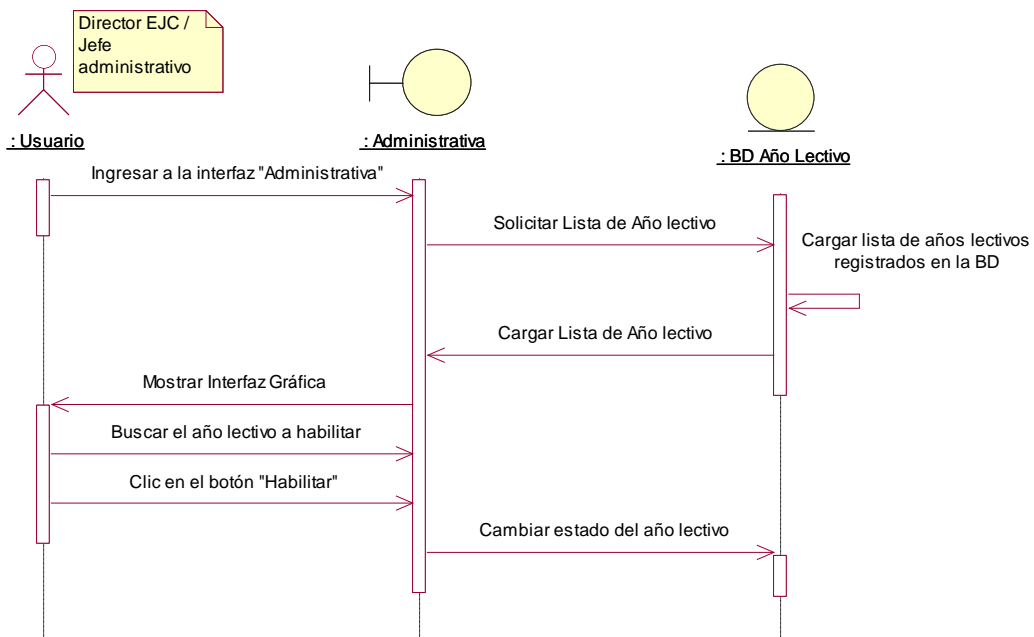 Director EJC /
Jefe
administrativo
: Usuario
: Administrativa
: BD Año Lectivo
Ingresar a la interfaz "Administrativa"
Solicitar Lista de Año lectivo
Cargar lista de años lectivos
registrados en la BD
Cargar Lista de Año lectivo
Mostrar Interfaz Gráfica
Buscar el año lectivo a habilitar
Clic en el botón "Habilitar"
Cambiar estado del año lectivo